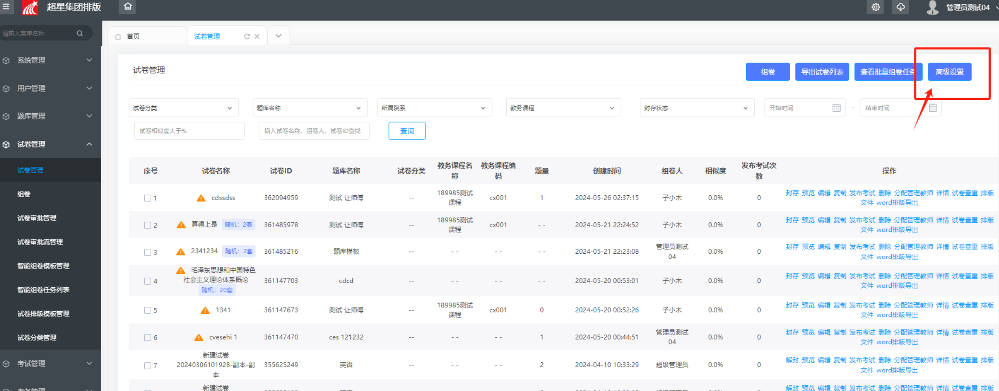 超星集团排版
管理员测试04
请输入菜单名称
首页
试卷管理
系统管理
用户管理
题库管理
试卷管理
试卷管理
组卷
试卷审批管理
试卷审批流管理
智能组卷模板管理
智能组卷任务列表
试卷排版模板管理
试卷分类管理
考试管理
试卷管理
组卷 导出试卷列表 查看批量组卷任务 高级设置
试卷分类 题库名称 所属院系 教务课程 封存状态 开始时间 - 结束时间
试卷相似度大于% 输入试卷名称、组卷人、试卷ID查找 查询
序号 试卷名称 试卷ID 题库名称 试卷分类 教务课程名称 教务课程编码 题量 创建时间 组卷人 相似度 发布考试次数 操作
1 cdssdss 362094959 测试 让师傅 -- 189985测试课程 cx001 1 2024-05-26 02:37:15 子小木 0.0% 0 封存 预览 编辑 复制 发布考试 删除 分配管理教师 详情 试卷查重 排版
文件 word排版导出
2 算得上是 随机：2套 361485978 测试 让师傅 -- 189985测试课程 cx001 - - 2024-05-21 22:24:52 子小木 0.0% 0 封存 预览 编辑 复制 发布考试 删除 分配管理教师 详情 试卷查重 排版
文件 word排版导出
3 2341234 随机：2套 361485216 题库模板 -- - - - - - - 2024-05-21 22:23:08 管理员测试04 0.0% 0 封存 预览 编辑 复制 发布考试 删除 分配管理教师 详情 试卷查重 排版
文件 word排版导出
4 毛泽东思想和中国特色社会主义理论体系概论 随机：20套 361147703 cdcd -- - - - - - - 2024-05-20 00:53:01 子小木 0.0% 0 封存 预览 编辑 复制 发布考试 删除 分配管理教师 详情 试卷查重 排版
文件 word排版导出
5 1341 361147673 测试 让师傅 -- 189985测试课程 cx001 0 2024-05-20 00:52:26 子小木 0.0% 0 封存 预览 编辑 复制 发布考试 删除 分配管理教师 详情 试卷查重 排版
文件 word排版导出
6 cvesehi 1 361147470 ces 121232 -- - - - - 1 2024-05-20 00:44:51 管理员测试04 0.0% 0 封存 预览 编辑 复制 发布考试 删除 分配管理教师 详情 试卷查重 排版
文件 word排版导出
7 新建试卷20240306101928-副本-副本 355625249 英语 -- - - - - 2 2024-04-10 10:33:29 超级管理员 0.0% 0 解封 预览 编辑 复制 发布考试 删除 分配管理教师 详情 试卷查重 排版
文件 word排版导出
新建试卷 解封 预览 编辑 复制 发布考试 删除 分配管理教师 详情 试卷查重 排版